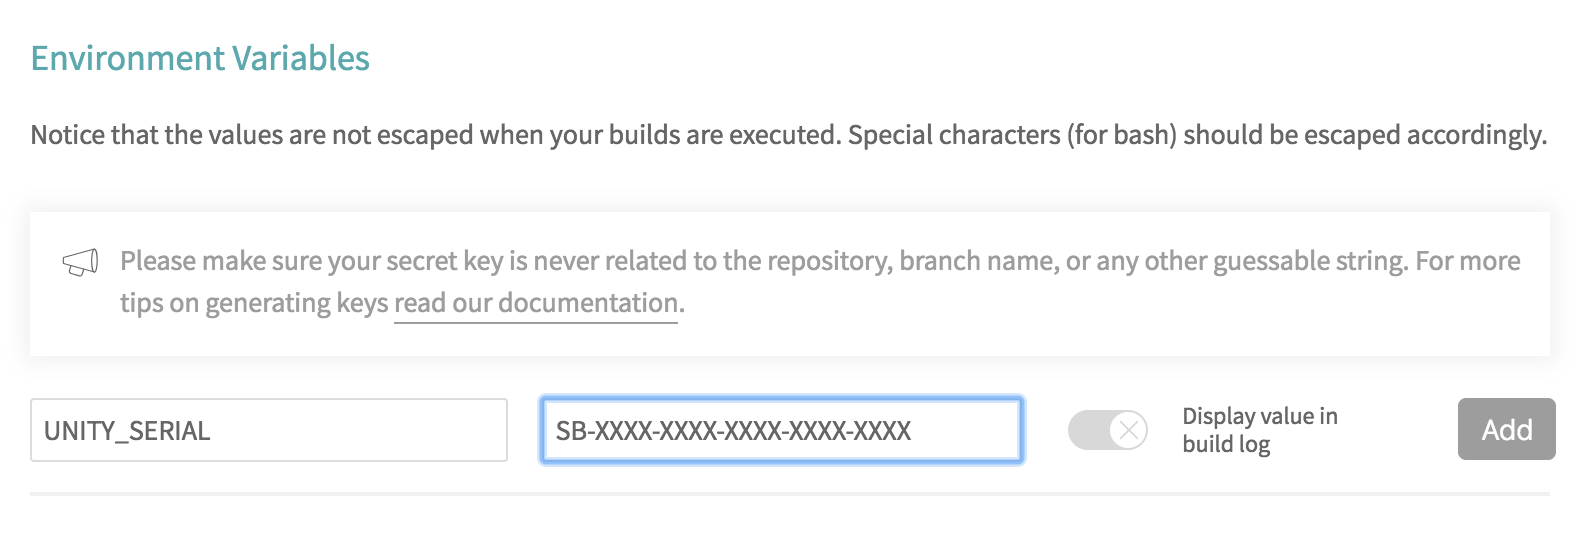 Environment Variables
Notice that the values are not escaped when your builds are executed. Special characters (for bash) should be escaped accordingly.
Please make sure your secret key is never related to the repository, branch name, or any other guessable string. For more
tips on generating keys read our documentation.
UNITY_SERIAL
SB-XXXX-XXXX-XXXX-XXXX-XXXX
Display value in
build log
Add